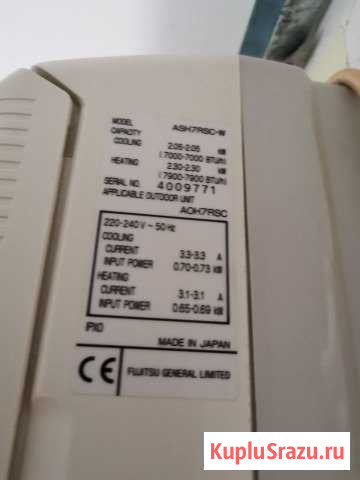 MODEL ASH7RSC-W
CAPACITY
COOLING 2.05-2.05 kW
(7000-7000 BTU/h)
HEATING 2.30-2.30 kW
(7900-7900 BTU/h)
SERIAL NO. 4009771
APPLICABLE OUTDOOR UNIT
AOH7RSC
220-240V ~ 50 Hz
COOLING
CURRENT 3.3-3.3 A
INPUT POWER 0.70-0.73 kW
HEATING
CURRENT 3.1-3.1 A
INPUT POWER 0.65-0.69 kW
IPX0
MADE IN JAPAN
CE FUJITSU GENERAL LIMITED
KupluSrazu.ru